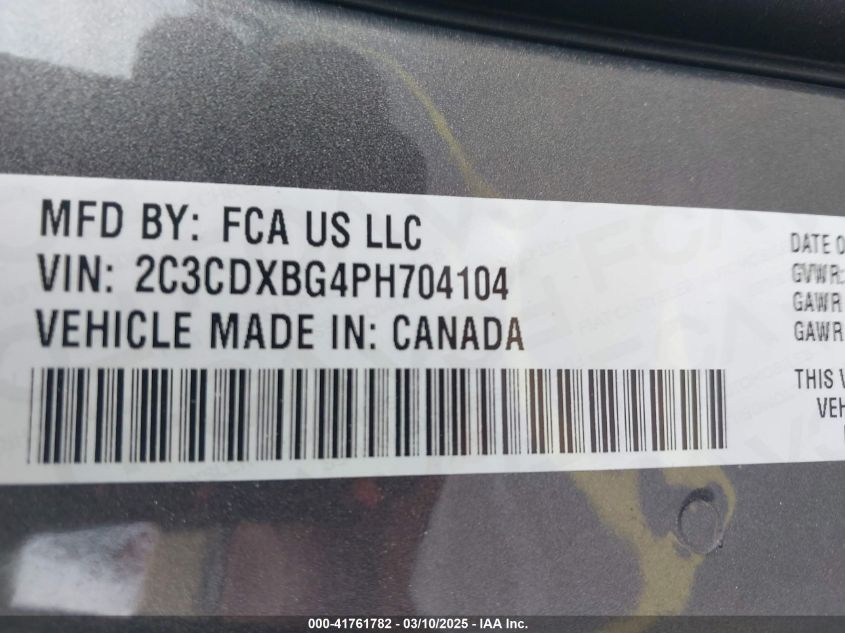 MFD BY: FCA US LLC
VIN: 2C3CDXBG4PH704104
VEHICLE MADE IN: CANADA
DATE O
GVWR:
GAWR
GAWR
THIS V
VEH
000-41761782 - 03/10/2025 - IAA Inc.